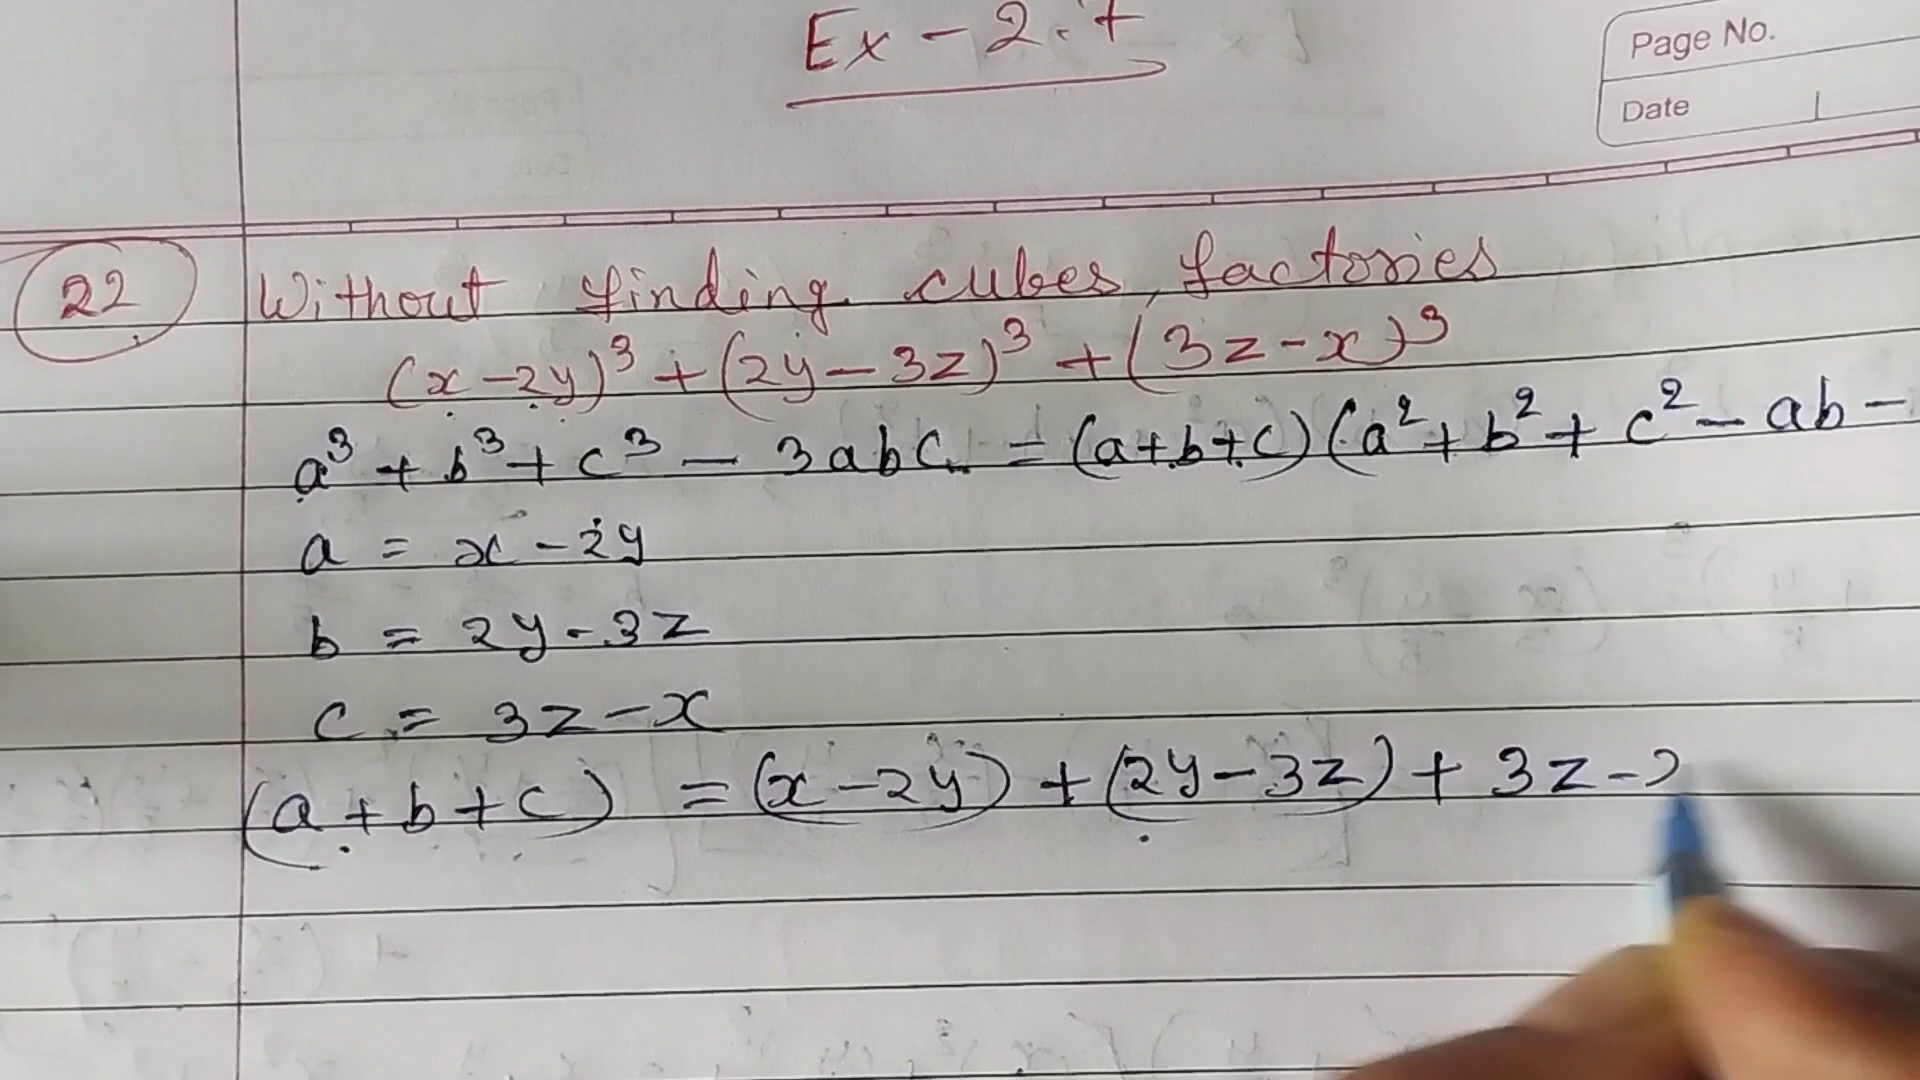 Ex - 2.7
Page No.
Date
22 Without finding cubes, factories
(x - 2y)³ + (2y - 3z)³ + (3z - x)³
a³ + b³ + c³ - 3abc = (a+b+c)(a² + b² + c² - ab -
a = x - 2y
b = 2y - 3z
c = 3z - x
(a + b + c) = (x - 2y) + (2y - 3z) + 3z -